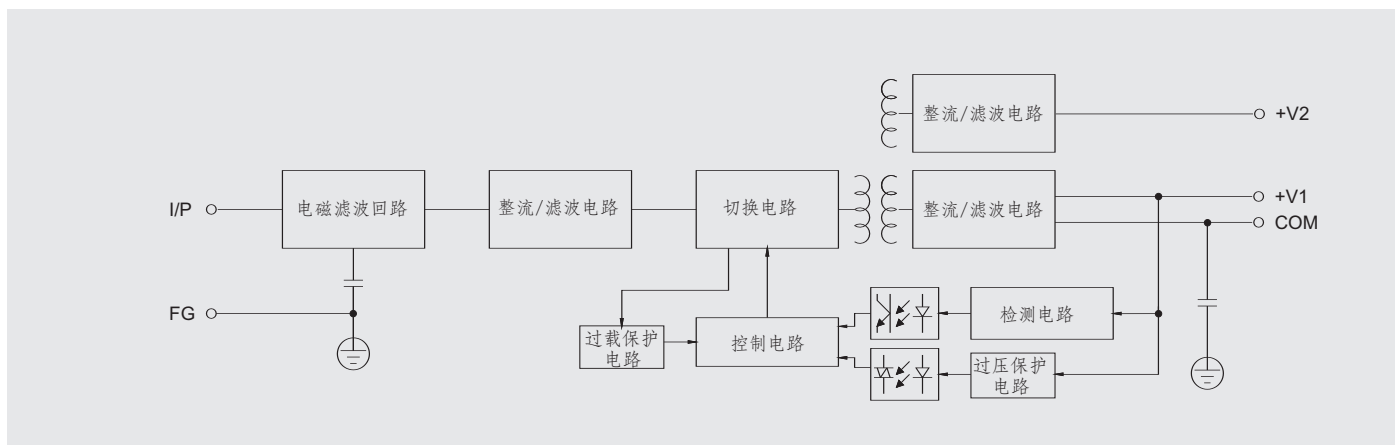 整流/滤波电路
+V2
I/P
电磁滤波回路
整流/滤波电路
切换电路
整流/滤波电路
+V1
COM
FG
过载保护
电路
控制电路
检测电路
过压保护
电路